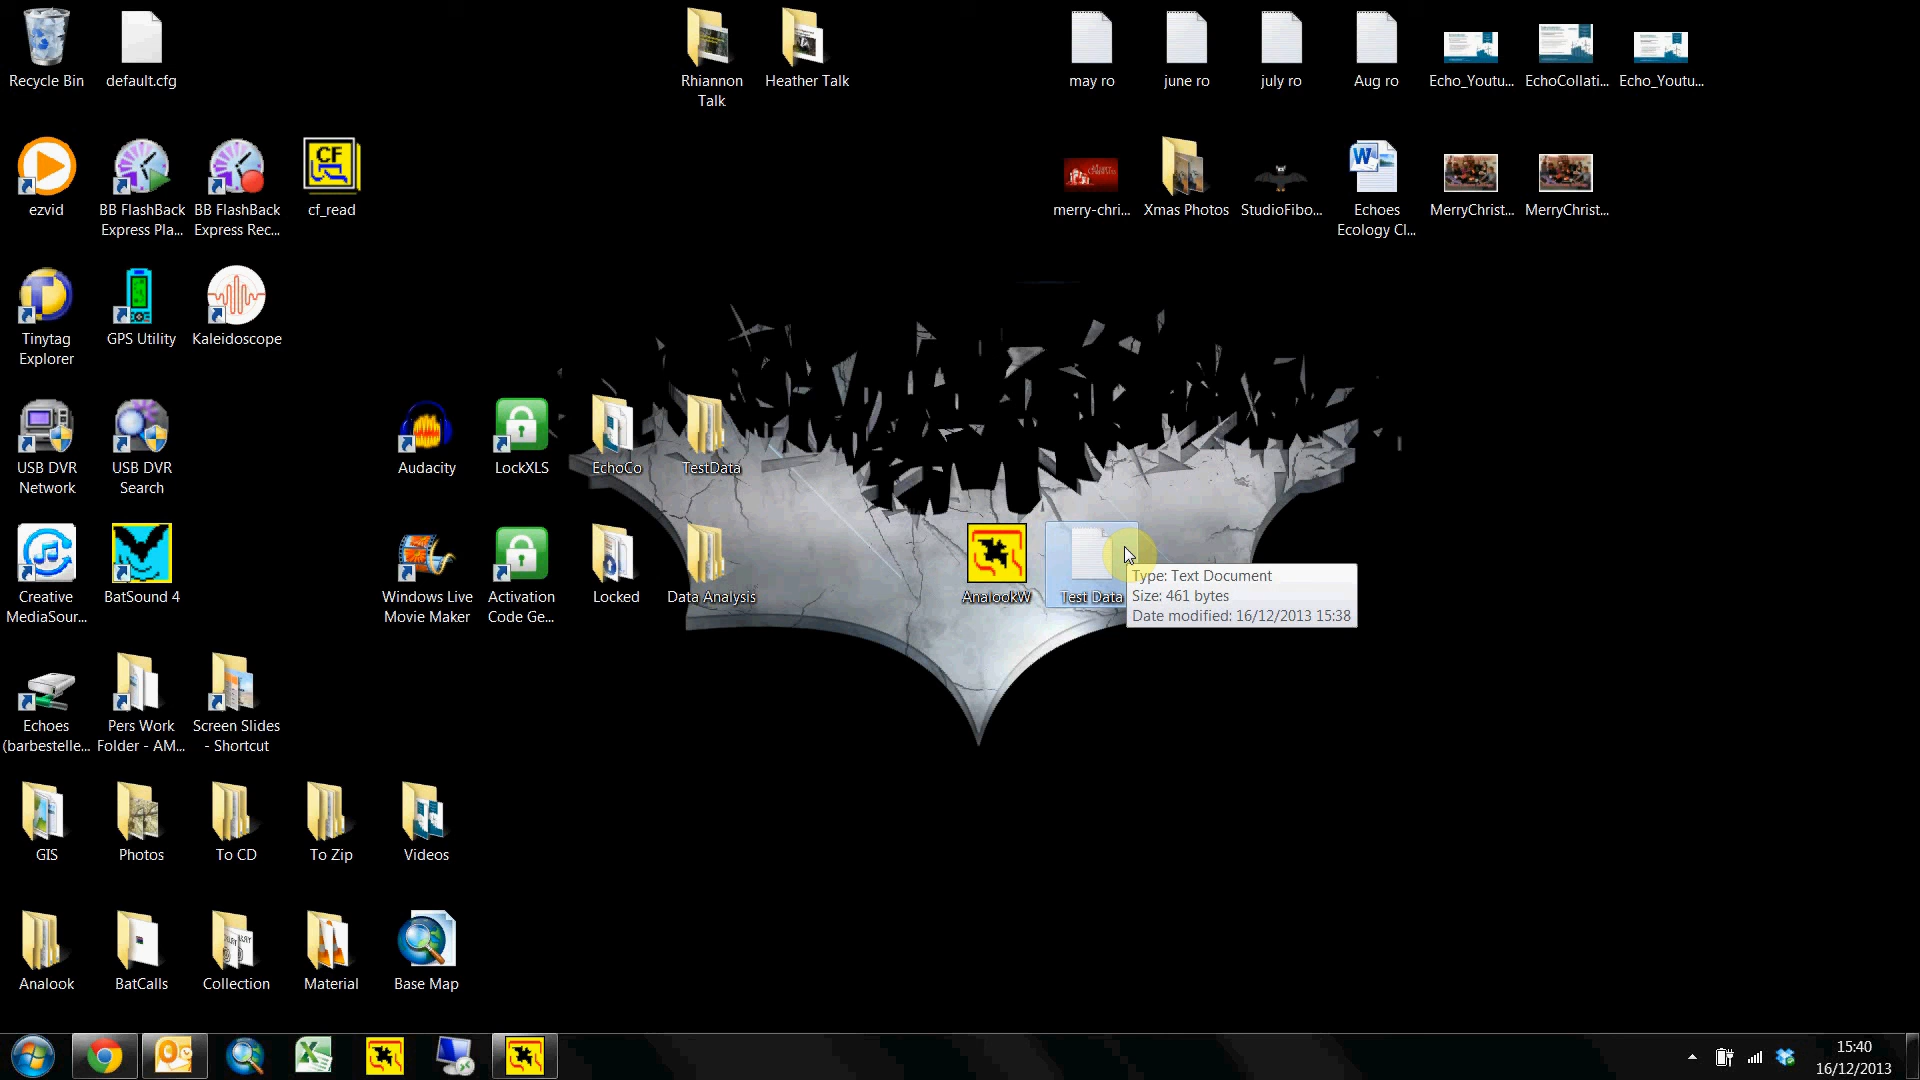 Recycle Bin
default.cfg
Rhiannon
Talk
Heather Talk
may ro
june ro
july ro
Aug ro
Echo_Youtu...
EchoCollati...
Echo_Youtu...
ezvid
BB FlashBack
Express Pla...
BB FlashBack
Express Rec...
CF
cf_read
merry-chri...
Xmas Photos
StudioFibo...
Echoes
Ecology Cl...
MerryChrist...
MerryChrist...
Tinytag
Explorer
GPS Utility
Kaleidoscope
USB DVR
Network
USB DVR
Search
Audacity
LockXLS
EchoCo
TestData
Creative
MediaSour...
BatSound 4
Windows Live
Movie Maker
Activation
Code Ge...
Locked
Data Analysis
AnalookW
Test Data
Type: Text Document
Size: 461 bytes
Date modified: 16/12/2013 15:38
Echoes
(barbestelle...
Pers Work
Folder - AM...
Screen Slides
- Shortcut
GIS
Photos
To CD
To Zip
Videos
Analook
BatCalls
Collection
Material
Base Map
15:40
16/12/2013